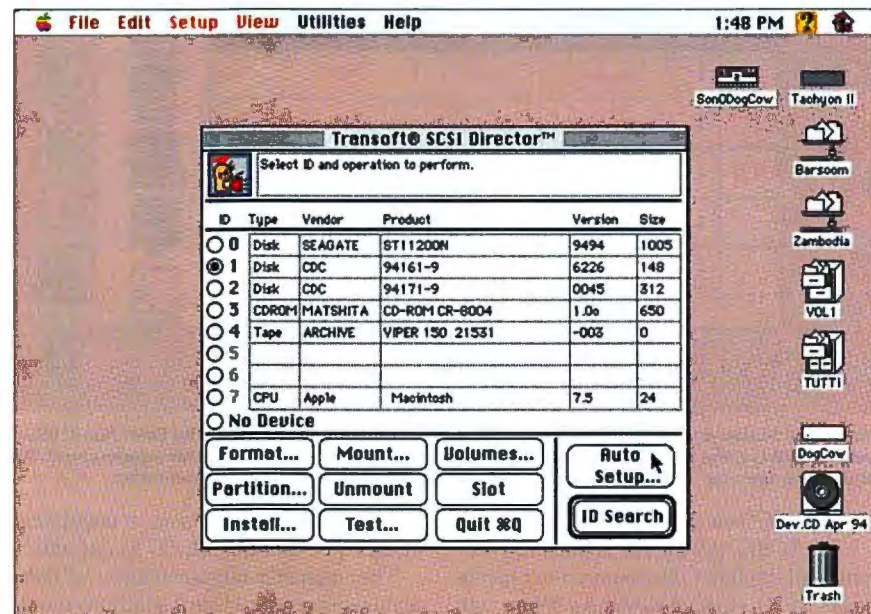 File Edit Setup View Utilities Help 1:48 PM
SonODogCow Tachyon II
Barsoom
Zambodia
VOL1
TUTTI
DogCow
Dev.CD Apr 94
Trash
Transoft® SCSI Director™
Select ID and operation to perform.
ID Type Vendor Product Version Size
0 Disk SEAGATE ST11200N 9494 1005
1 Disk CDC 94161-9 6226 148
2 Disk CDC 94171-9 0045 312
3 CDROM MATSHITA CD-ROM CR-8004 1.0o 650
4 Tape ARCHIVE VIPER 150 21531 -003 0
5
6
7 CPU Apple Macintosh 7.5 24
No Device
Format... Mount... Volumes...
Partition... Unmount Slot
Install... Test... Quit ⌘Q
Auto
Setup...
ID Search